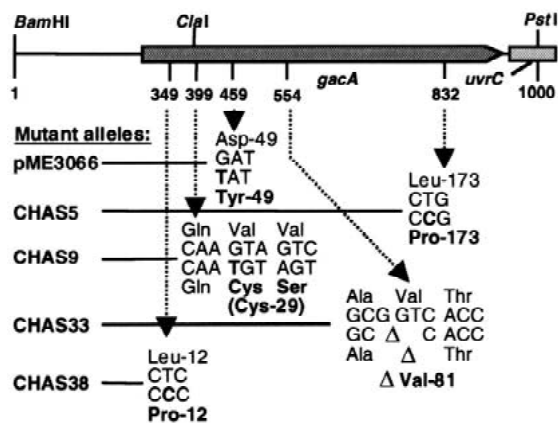 BamHI ClaI PstI
gacA uvrC
1 349 399 459 554 832 1000
Mutant alleles:
pME3066
Asp-49
GAT
TAT
Tyr-49
CHAS5
Leu-173
CTG
CCG
Pro-173
CHAS9
Gln Val Val
CAA GTA GTC
CAA TGT AGT
Gln Cys Ser
(Cys-29)
CHAS33
Ala Val Thr
GCG GTC ACC
GC Δ C ACC
Ala Δ Thr
Δ Val-81
CHAS38
Leu-12
CTC
CCC
Pro-12